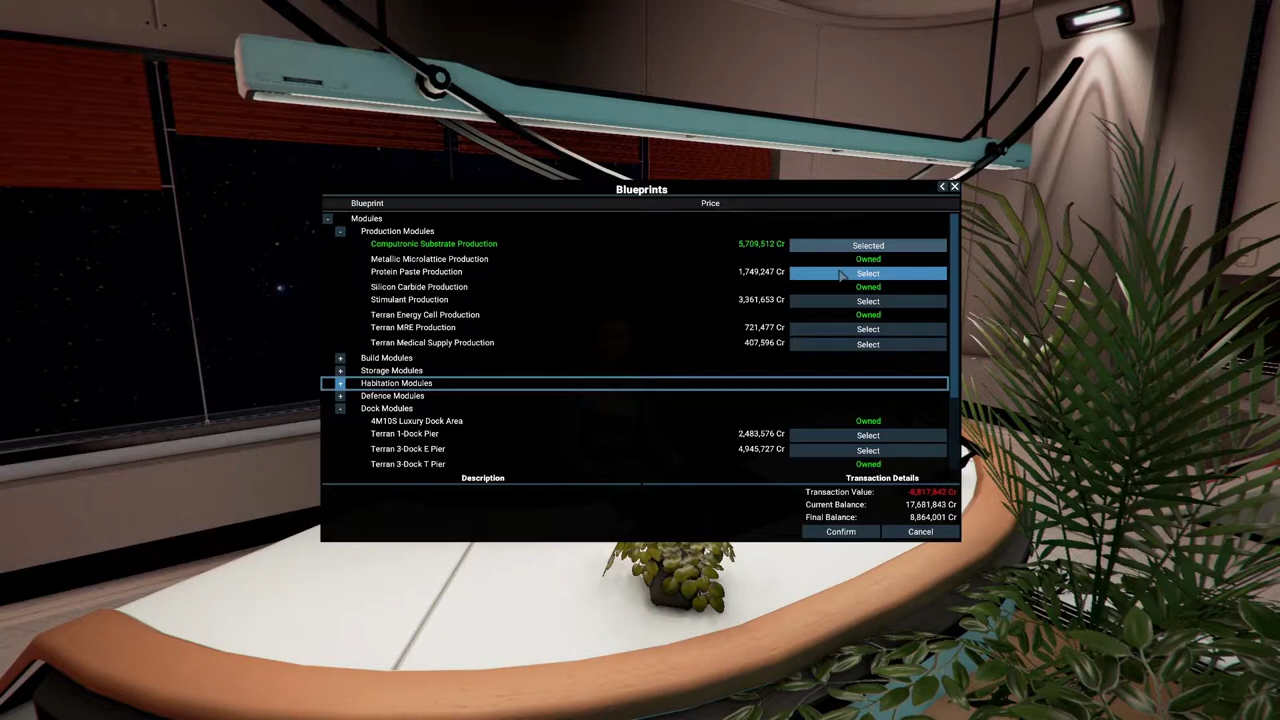 Blueprints
Blueprint Price
- Modules
- Production Modules
Computronic Substrate Production 5,709,512 Cr Selected
Metallic Microlattice Production Owned
Protein Paste Production 1,749,247 Cr Select
Silicon Carbide Production Owned
Stimulant Production 3,361,653 Cr Select
Terran Energy Cell Production Owned
Terran MRE Production 721,477 Cr Select
Terran Medical Supply Production 407,596 Cr Select
+ Build Modules
+ Storage Modules
+ Habitation Modules
+ Defence Modules
- Dock Modules
4M10S Luxury Dock Area Owned
Terran 1-Dock Pier 2,483,576 Cr Select
Terran 3-Dock E Pier 4,945,727 Cr Select
Terran 3-Dock T Pier Owned
Description Transaction Details
Transaction Value: -8,817,842 Cr
Current Balance: 17,681,843 Cr
Final Balance: 8,864,001 Cr
Confirm Cancel